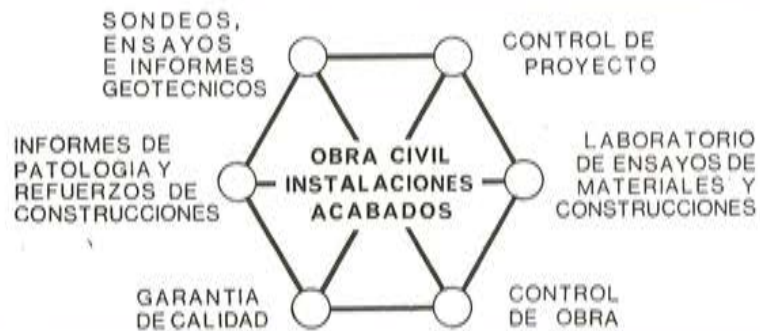 SONDEOS,
ENSAYOS
E INFORMES
GEOTECNICOS
CONTROL DE
PROYECTO
INFORMES DE
PATOLOGIA Y
REFUERZOS DE
CONSTRUCCIONES
OBRA CIVIL
INSTALACIONES
ACABADOS
LABORATORIO
DE ENSAYOS DE
MATERIALES Y
CONSTRUCCIONES
GARANTIA
DE CALIDAD
CONTROL
DE OBRA